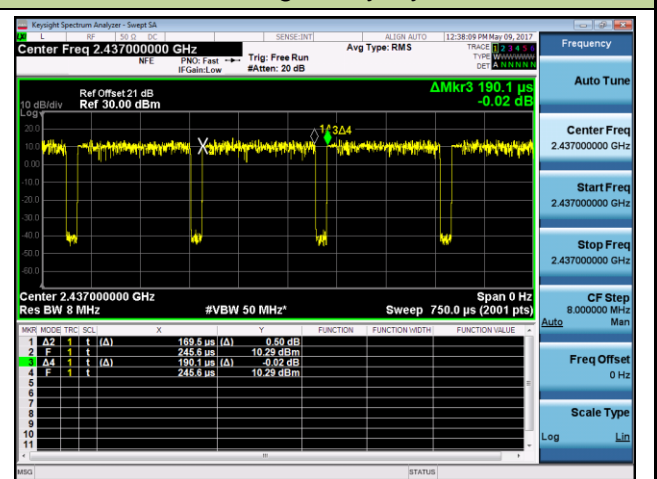 Keysight Spectrum Analyzer - Swept SA
L RF 50 Ω DC SENSE:INT ALIGN AUTO 12:38:09 PM May 09, 2017
Center Freq 2.437000000 GHz Avg Type: RMS TRACE 1 2 3 4 5 6
NFE PNO: Fast Trig: Free Run TYPE WWWWWW
IFGain:Low #Atten: 20 dB DET A NNNNN
Frequency
Auto Tune
Center Freq
2.437000000 GHz
Start Freq
2.437000000 GHz
Stop Freq
2.437000000 GHz
CF Step
8.000000 MHz
Auto Man
Freq Offset
0 Hz
Scale Type
Log Lin
ΔMkr3 190.1 µs
-0.02 dB
Ref Offset 21 dB
10 dB/div Ref 30.00 dBm
Log
20.0
10.0
0.00
-10.0
-20.0
-30.0
-40.0
-50.0
-60.0
3Δ4
Center 2.437000000 GHz Span 0 Hz
Res BW 8 MHz #VBW 50 MHz* Sweep 750.0 µs (2001 pts)
MKR MODE TRC SCL X Y FUNCTION FUNCTION WIDTH FUNCTION VALUE
1 Δ2 1 t (Δ) 169.5 µs (Δ) 0.50 dB
2 F 1 t 245.6 µs 10.29 dBm
3 Δ4 1 t (Δ) 190.1 µs (Δ) -0.02 dB
4 F 1 t 245.6 µs 10.29 dBm
5
6
7
8
9
10
11
MSG STATUS